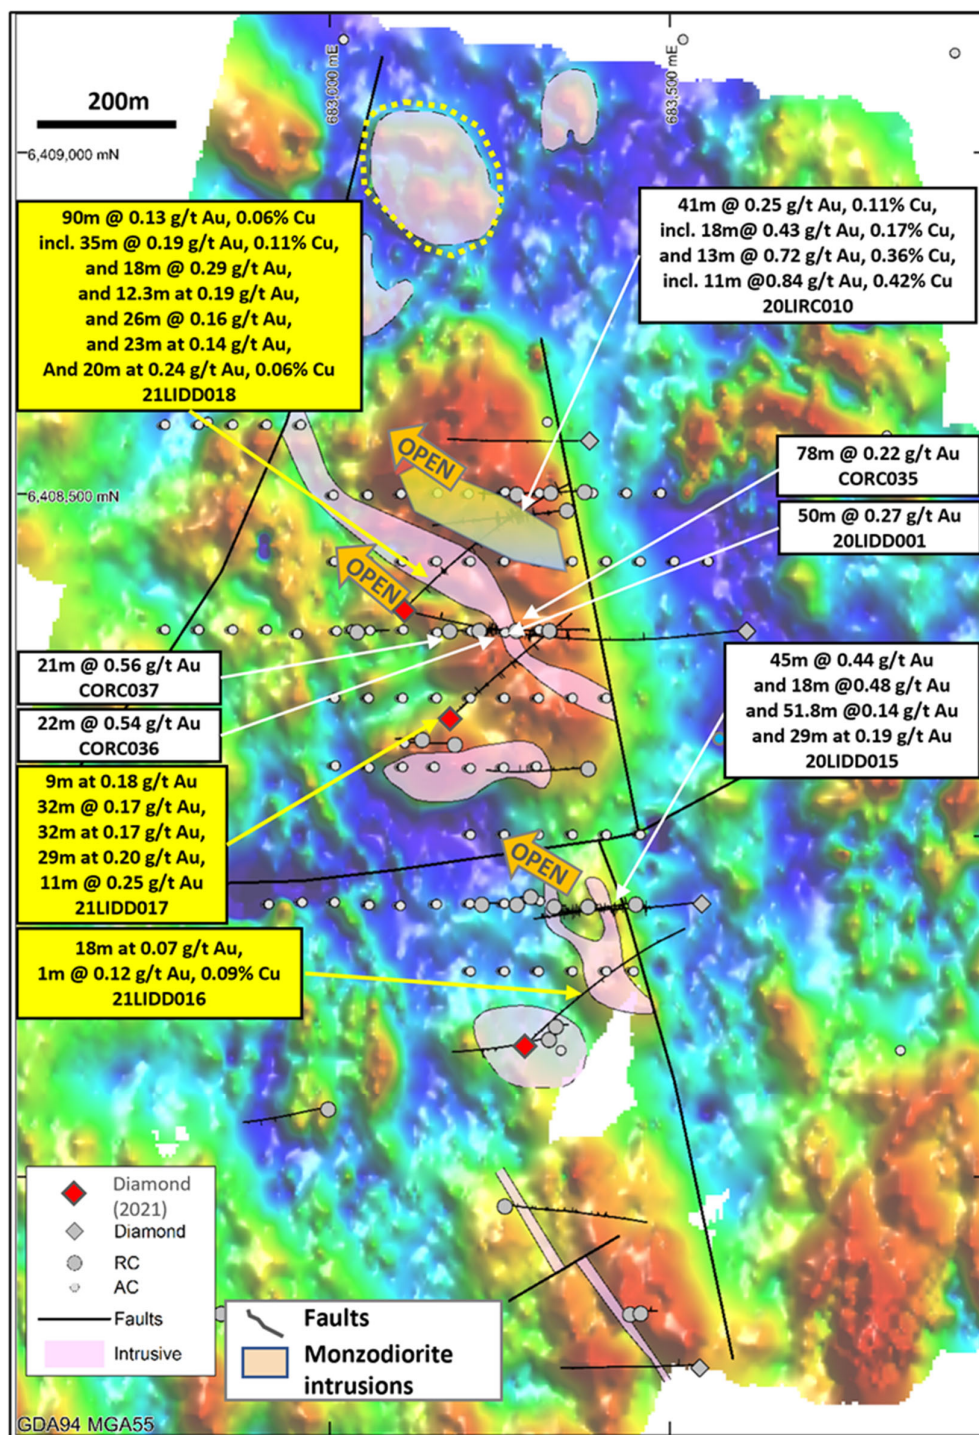 683,000 mE
683,500 mE
200m
6,409,000 mN
90m @ 0.13 g/t Au, 0.06% Cu
incl. 35m @ 0.19 g/t Au, 0.11% Cu,
and 18m @ 0.29 g/t Au,
and 12.3m at 0.19 g/t Au,
and 26m @ 0.16 g/t Au,
and 23m at 0.14 g/t Au,
And 20m at 0.24 g/t Au, 0.06% Cu
21LIDD018
41m @ 0.25 g/t Au, 0.11% Cu,
incl. 18m@ 0.43 g/t Au, 0.17% Cu,
and 13m @ 0.72 g/t Au, 0.36% Cu,
incl. 11m @0.84 g/t Au, 0.42% Cu
20LIRC010
OPEN
78m @ 0.22 g/t Au
CORC035
6,408,500 mN
50m @ 0.27 g/t Au
20LIDD001
OPEN
21m @ 0.56 g/t Au
CORC037
22m @ 0.54 g/t Au
CORC036
45m @ 0.44 g/t Au
and 18m @0.48 g/t Au
and 51.8m @0.14 g/t Au
and 29m at 0.19 g/t Au
20LIDD015
9m at 0.18 g/t Au
32m @ 0.17 g/t Au,
32m at 0.17 g/t Au,
29m at 0.20 g/t Au,
11m @ 0.25 g/t Au
21LIDD017
OPEN
18m at 0.07 g/t Au,
1m @ 0.12 g/t Au, 0.09% Cu
21LIDD016
Diamond
(2021)
Diamond
RC
AC
Faults
Intrusive
Faults
Monzodiorite
intrusions
GDA94 MGA55